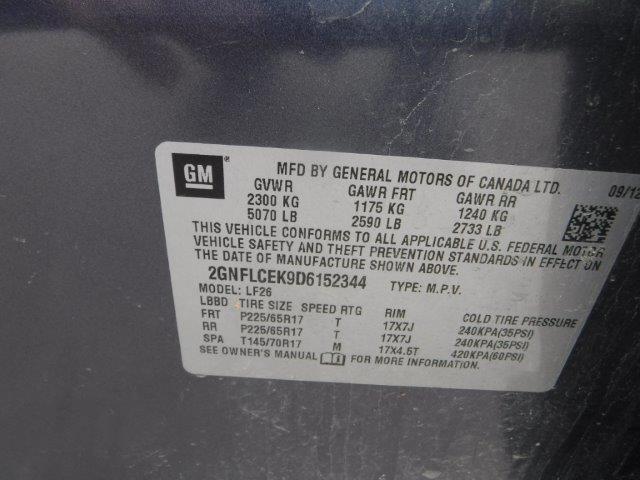 GM ®
MFD BY GENERAL MOTORS OF CANADA LTD.
09/12
GVWR GAWR FRT GAWR RR
2300 KG 1175 KG 1240 KG
5070 LB 2590 LB 2733 LB
THIS VEHICLE CONFORMS TO ALL APPLICABLE U.S. FEDERAL MOTOR
VEHICLE SAFETY AND THEFT PREVENTION STANDARDS IN EFFECT ON
THE DATE OF MANUFACTURE SHOWN ABOVE.
2GNFLCEK9D6152344 TYPE: M.P.V.
MODEL: LF26
LBBD TIRE SIZE SPEED RTG RIM COLD TIRE PRESSURE
FRT P225/65R17 T 17X7J 240KPA(35PSI)
RR P225/65R17 T 17X7J 240KPA(35PSI)
SPA T145/70R17 M 17X4.5T 420KPA(60PSI)
SEE OWNER'S MANUAL FOR MORE INFORMATION.